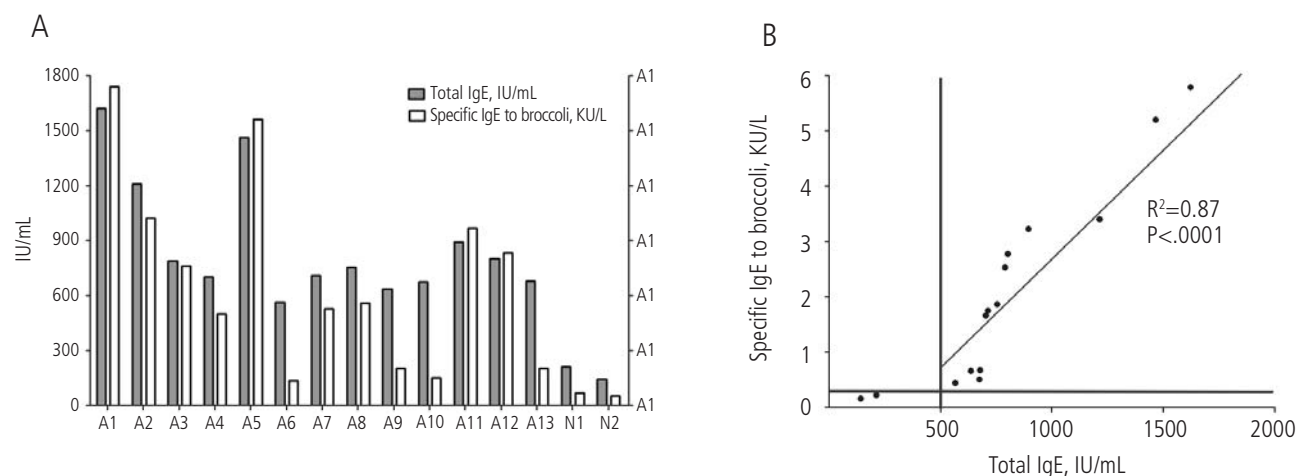 A
IU/mL
1800
1500
1200
900
600
300
0
Total IgE, IU/mL
Specific IgE to broccoli, KU/L
A1
A1
A1
A1
A1
A1
A1
A1 A2 A3 A4 A5 A6 A7 A8 A9 A10 A11 A12 A13 N1 N2
B
Specific IgE to broccoli, KU/L
6
5
4
3
2
1
0
R²=0.87
P<.0001
500 1000 1500 2000
Total IgE, IU/mL